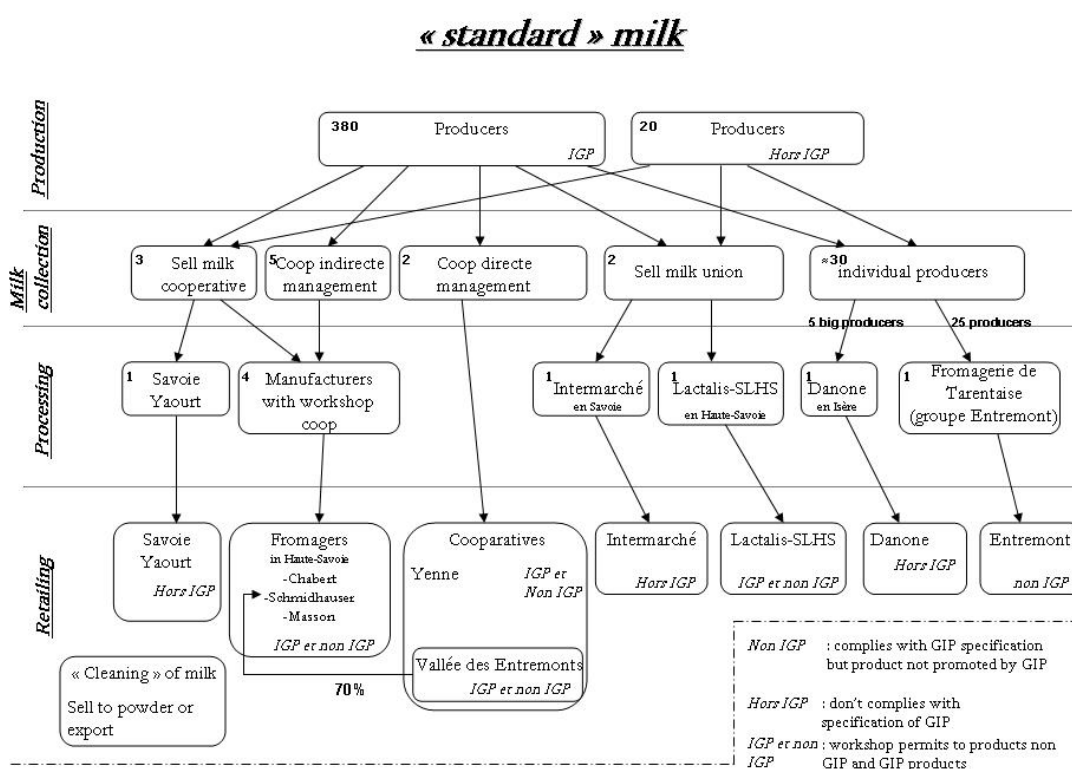 « standard » milk
Production
380 Producers
IGP
20 Producers
Hors IGP
Milk
collection
3 Sell milk
cooperative
5 Coop indirecte
management
2 Coop directe
management
2 Sell milk union
≈30
individual producers
5 big producers
25 producers
Processing
1 Savoie
Yaourt
4 Manufacturers
with workshop
coop
1 Intermarché
en Savoie
1 Lactalis-SLHS
en Haute-Savoie
1 Danone
en Isère
1 Fromagerie de
Tarentaise
(groupe Entremont)
Retailing
Savoie
Yaourt
Hors IGP
Fromagers
in Haute-Savoie
-Chabert
-Schmidhauser
-Masson
IGP et non IGP
Cooparatives
Yenne
IGP et
Non IGP
Vallée des Entremonts
IGP et non IGP
70%
Intermarché
Hors IGP
Lactalis-SLHS
IGP et non IGP
Danone
Hors IGP
Entremont
non IGP
« Cleaning » of milk
Sell to powder or
export
Non IGP : complies with GIP specification
but product not promoted by GIP
Hors IGP : don't complies with
specification of GIP
IGP et non : workshop permits to products non
IGP GIP and GIP products